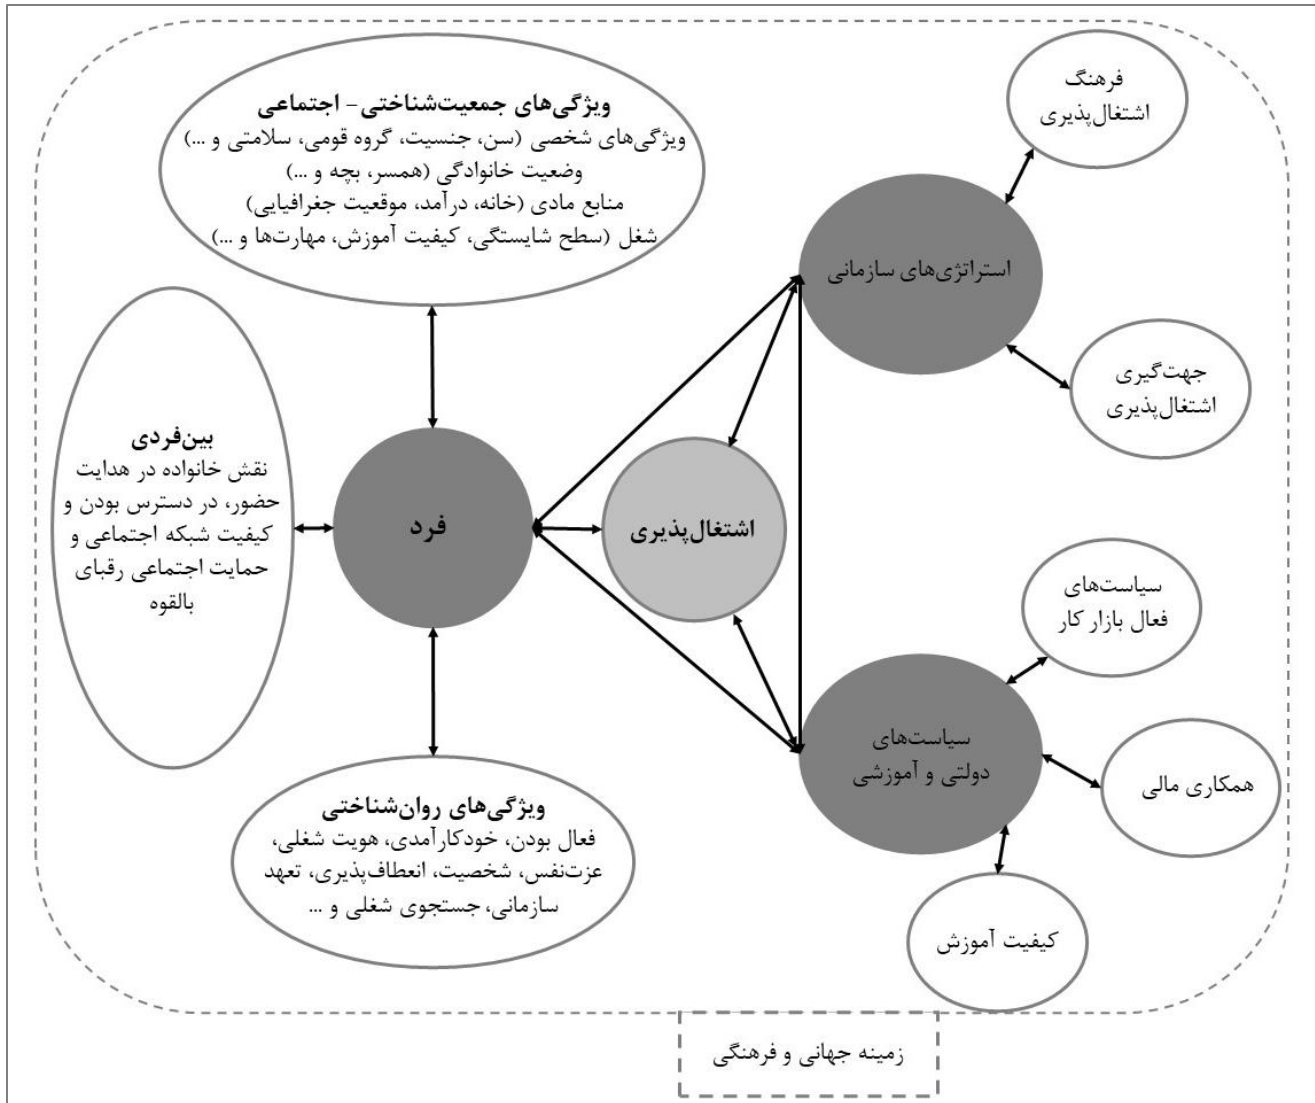 ویژگی‌های جمعیت‌شناختی- اجتماعی
ویژگی‌های شخصی (سن، جنسیت، گروه قومی، سلامتی و ...)
وضعیت خانوادگی (همسر، بچه و ...)
منابع مادی (خانه، درآمد، موقعیت جغرافیایی)
شغل (سطح شایستگی، کیفیت آموزش، مهارت‌ها و ...)
فرهنگ
اشتغال‌پذیری
استراتژی‌های سازمانی
جهت‌گیری
اشتغال‌پذیری
بین‌فردی
نقش خانواده در هدایت
حضور، در دسترس بودن و
کیفیت شبکه اجتماعی و
حمایت اجتماعی رقبای
بالقوه
فرد
اشتغال‌پذیری
سیاست‌های
فعال بازار کار
سیاست‌های
دولتی و آموزشی
همکاری مالی
کیفیت آموزش
ویژگی‌های روان‌شناختی
فعال بودن، خودکارآمدی، هویت شغلی،
عزت‌نفس، شخصیت، انعطاف‌پذیری، تعهد
سازمانی، جستجوی شغلی و ...
زمینه جهانی و فرهنگی